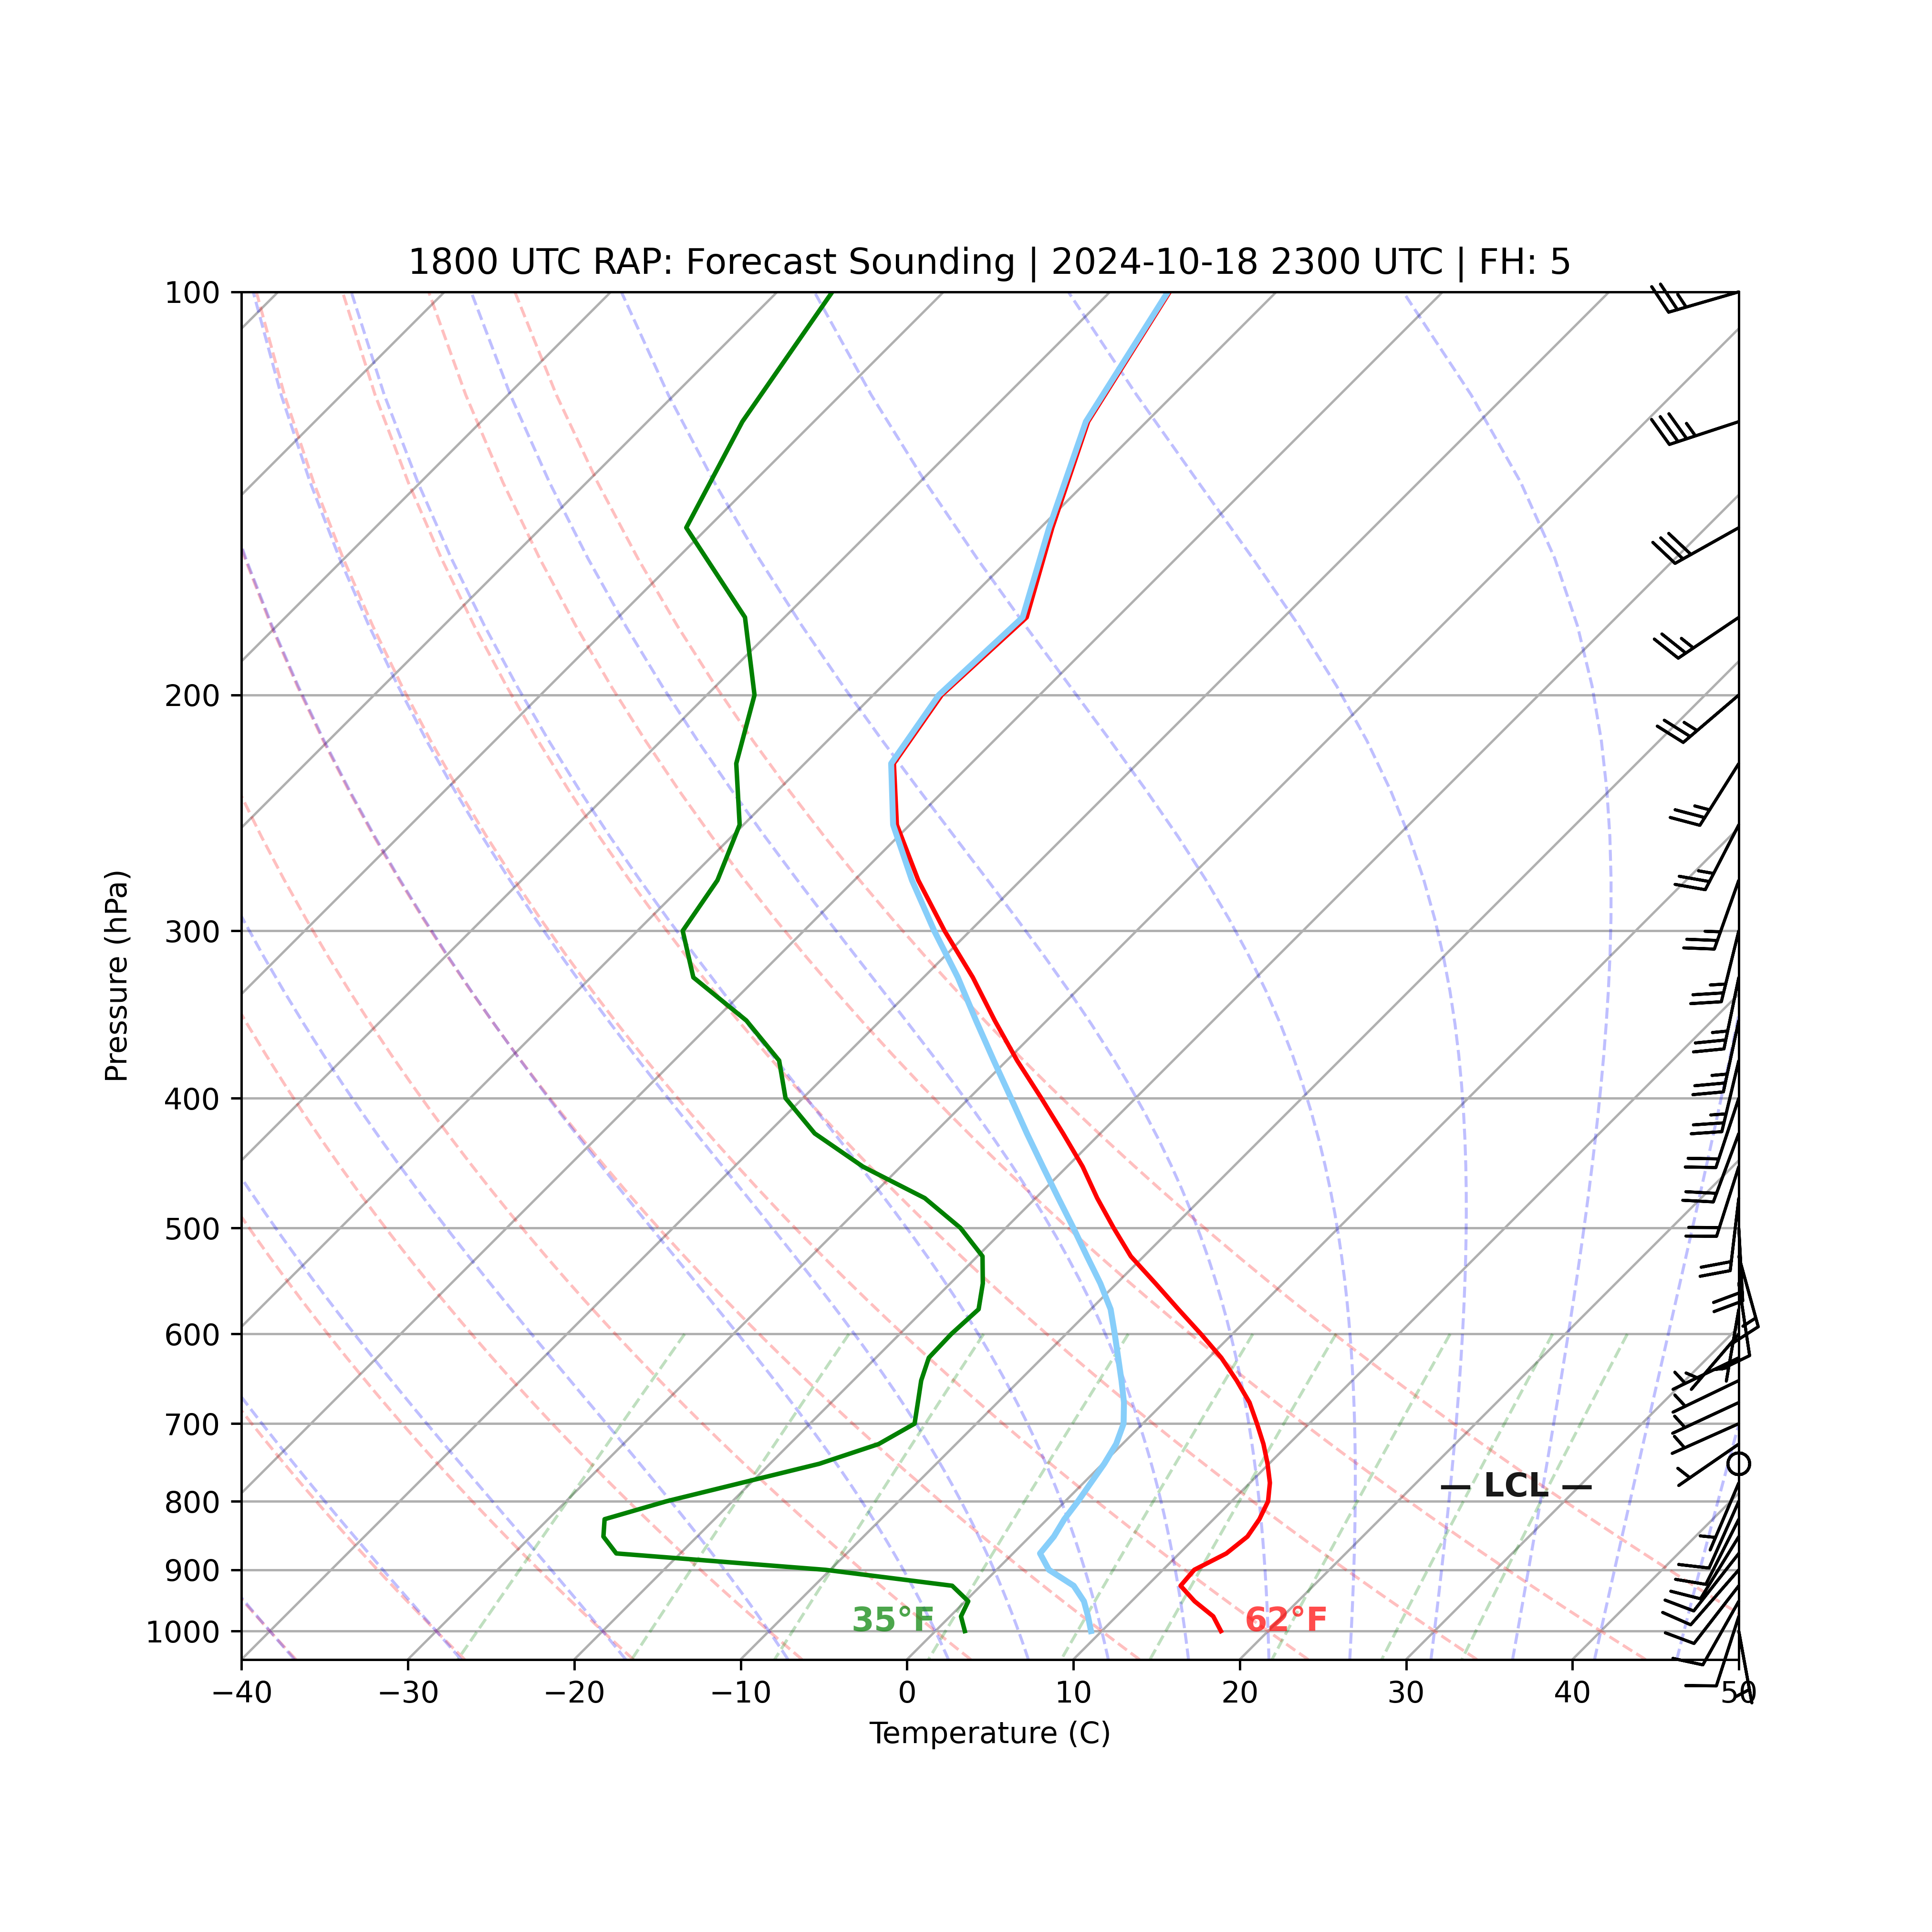 1800 UTC RAP: Forecast Sounding | 2024-10-18 2300 UTC | FH: 5
100
200
300
400
500
600
700
800
900
1000
Pressure (hPa)
— LCL —
35°F
62°F
−40 −30 −20 −10 0 10 20 30 40 50
Temperature (C)